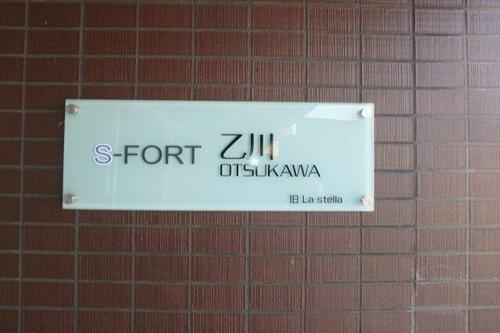 S-FORT 乙川
OTSUKAWA
旧 La stella